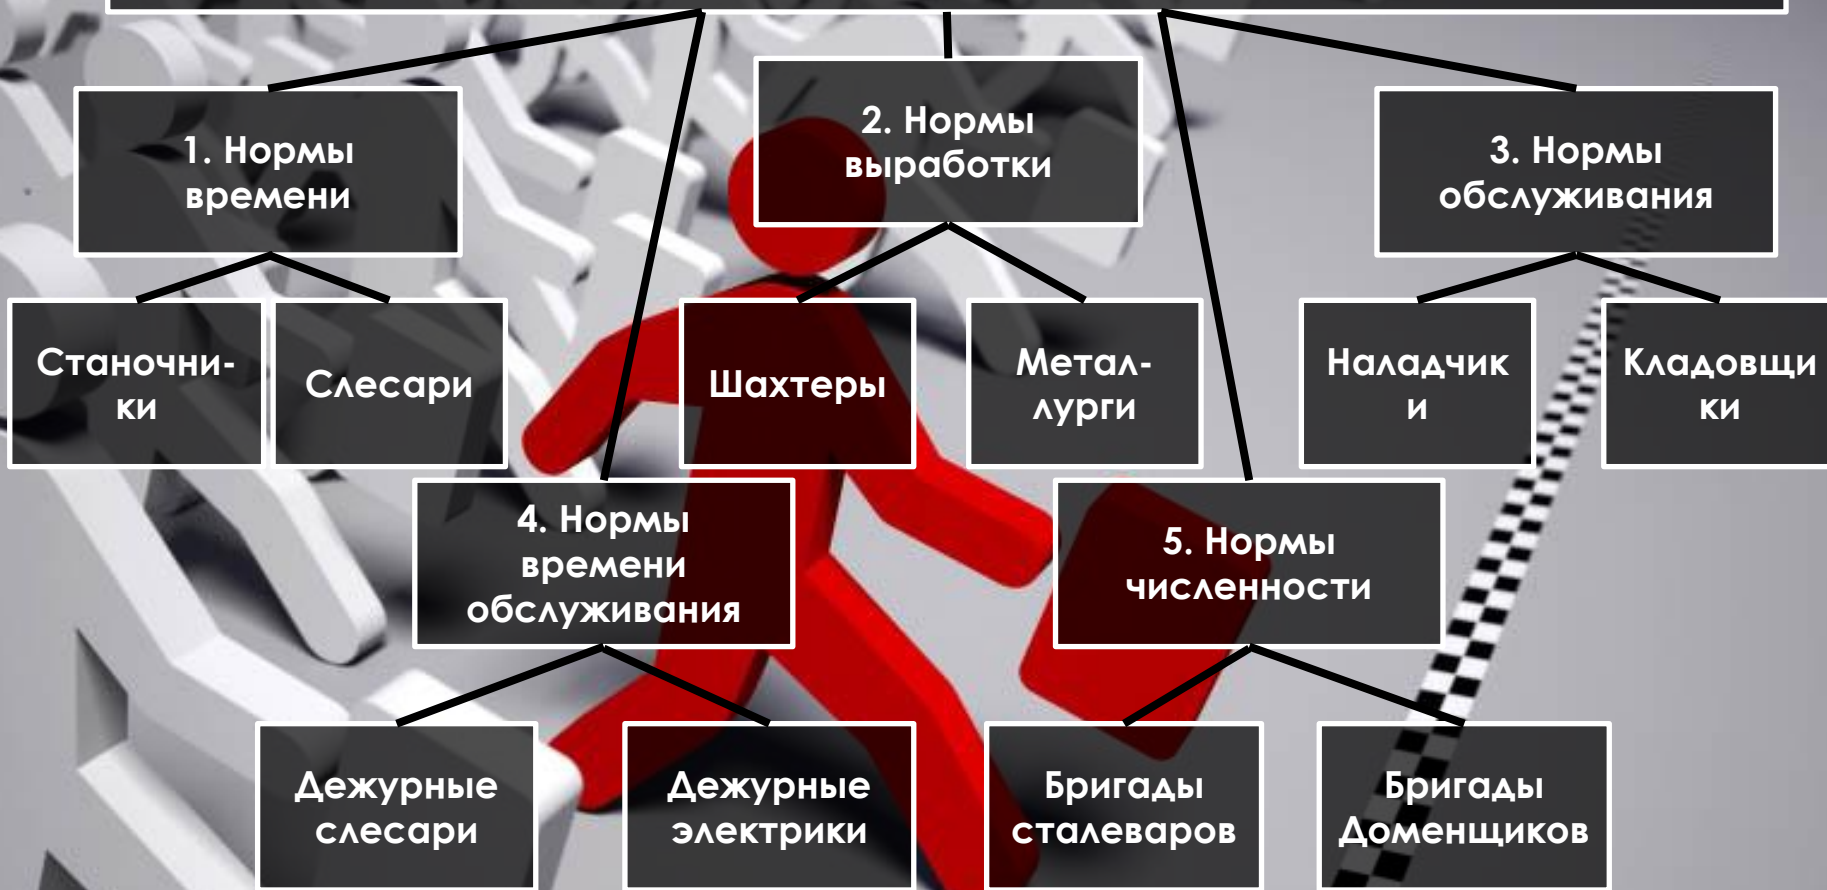 1. Нормы
времени
2. Нормы
выработки
3. Нормы
обслуживания
Станочни-
ки
Слесари
Шахтеры
Метал-
лурги
Наладчик
и
Кладовщи
ки
4. Нормы
времени
обслуживания
5. Нормы
численности
Дежурные
слесари
Дежурные
электрики
Бригады
сталеваров
Бригады
Доменщиков